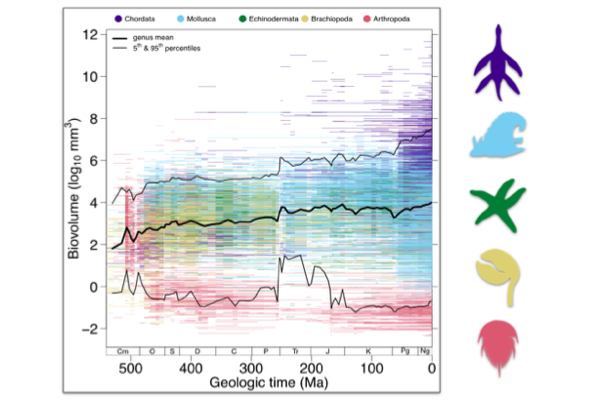 Chordata Mollusca Echinodermata Brachiopoda Arthropoda
genus mean
5th & 95th percentiles
12
10
8
6
4
2
0
−2
Biovolume (log10 mm3)
Cm O S D C P Tr J K Pg Ng
500 400 300 200 100 0
Geologic time (Ma)